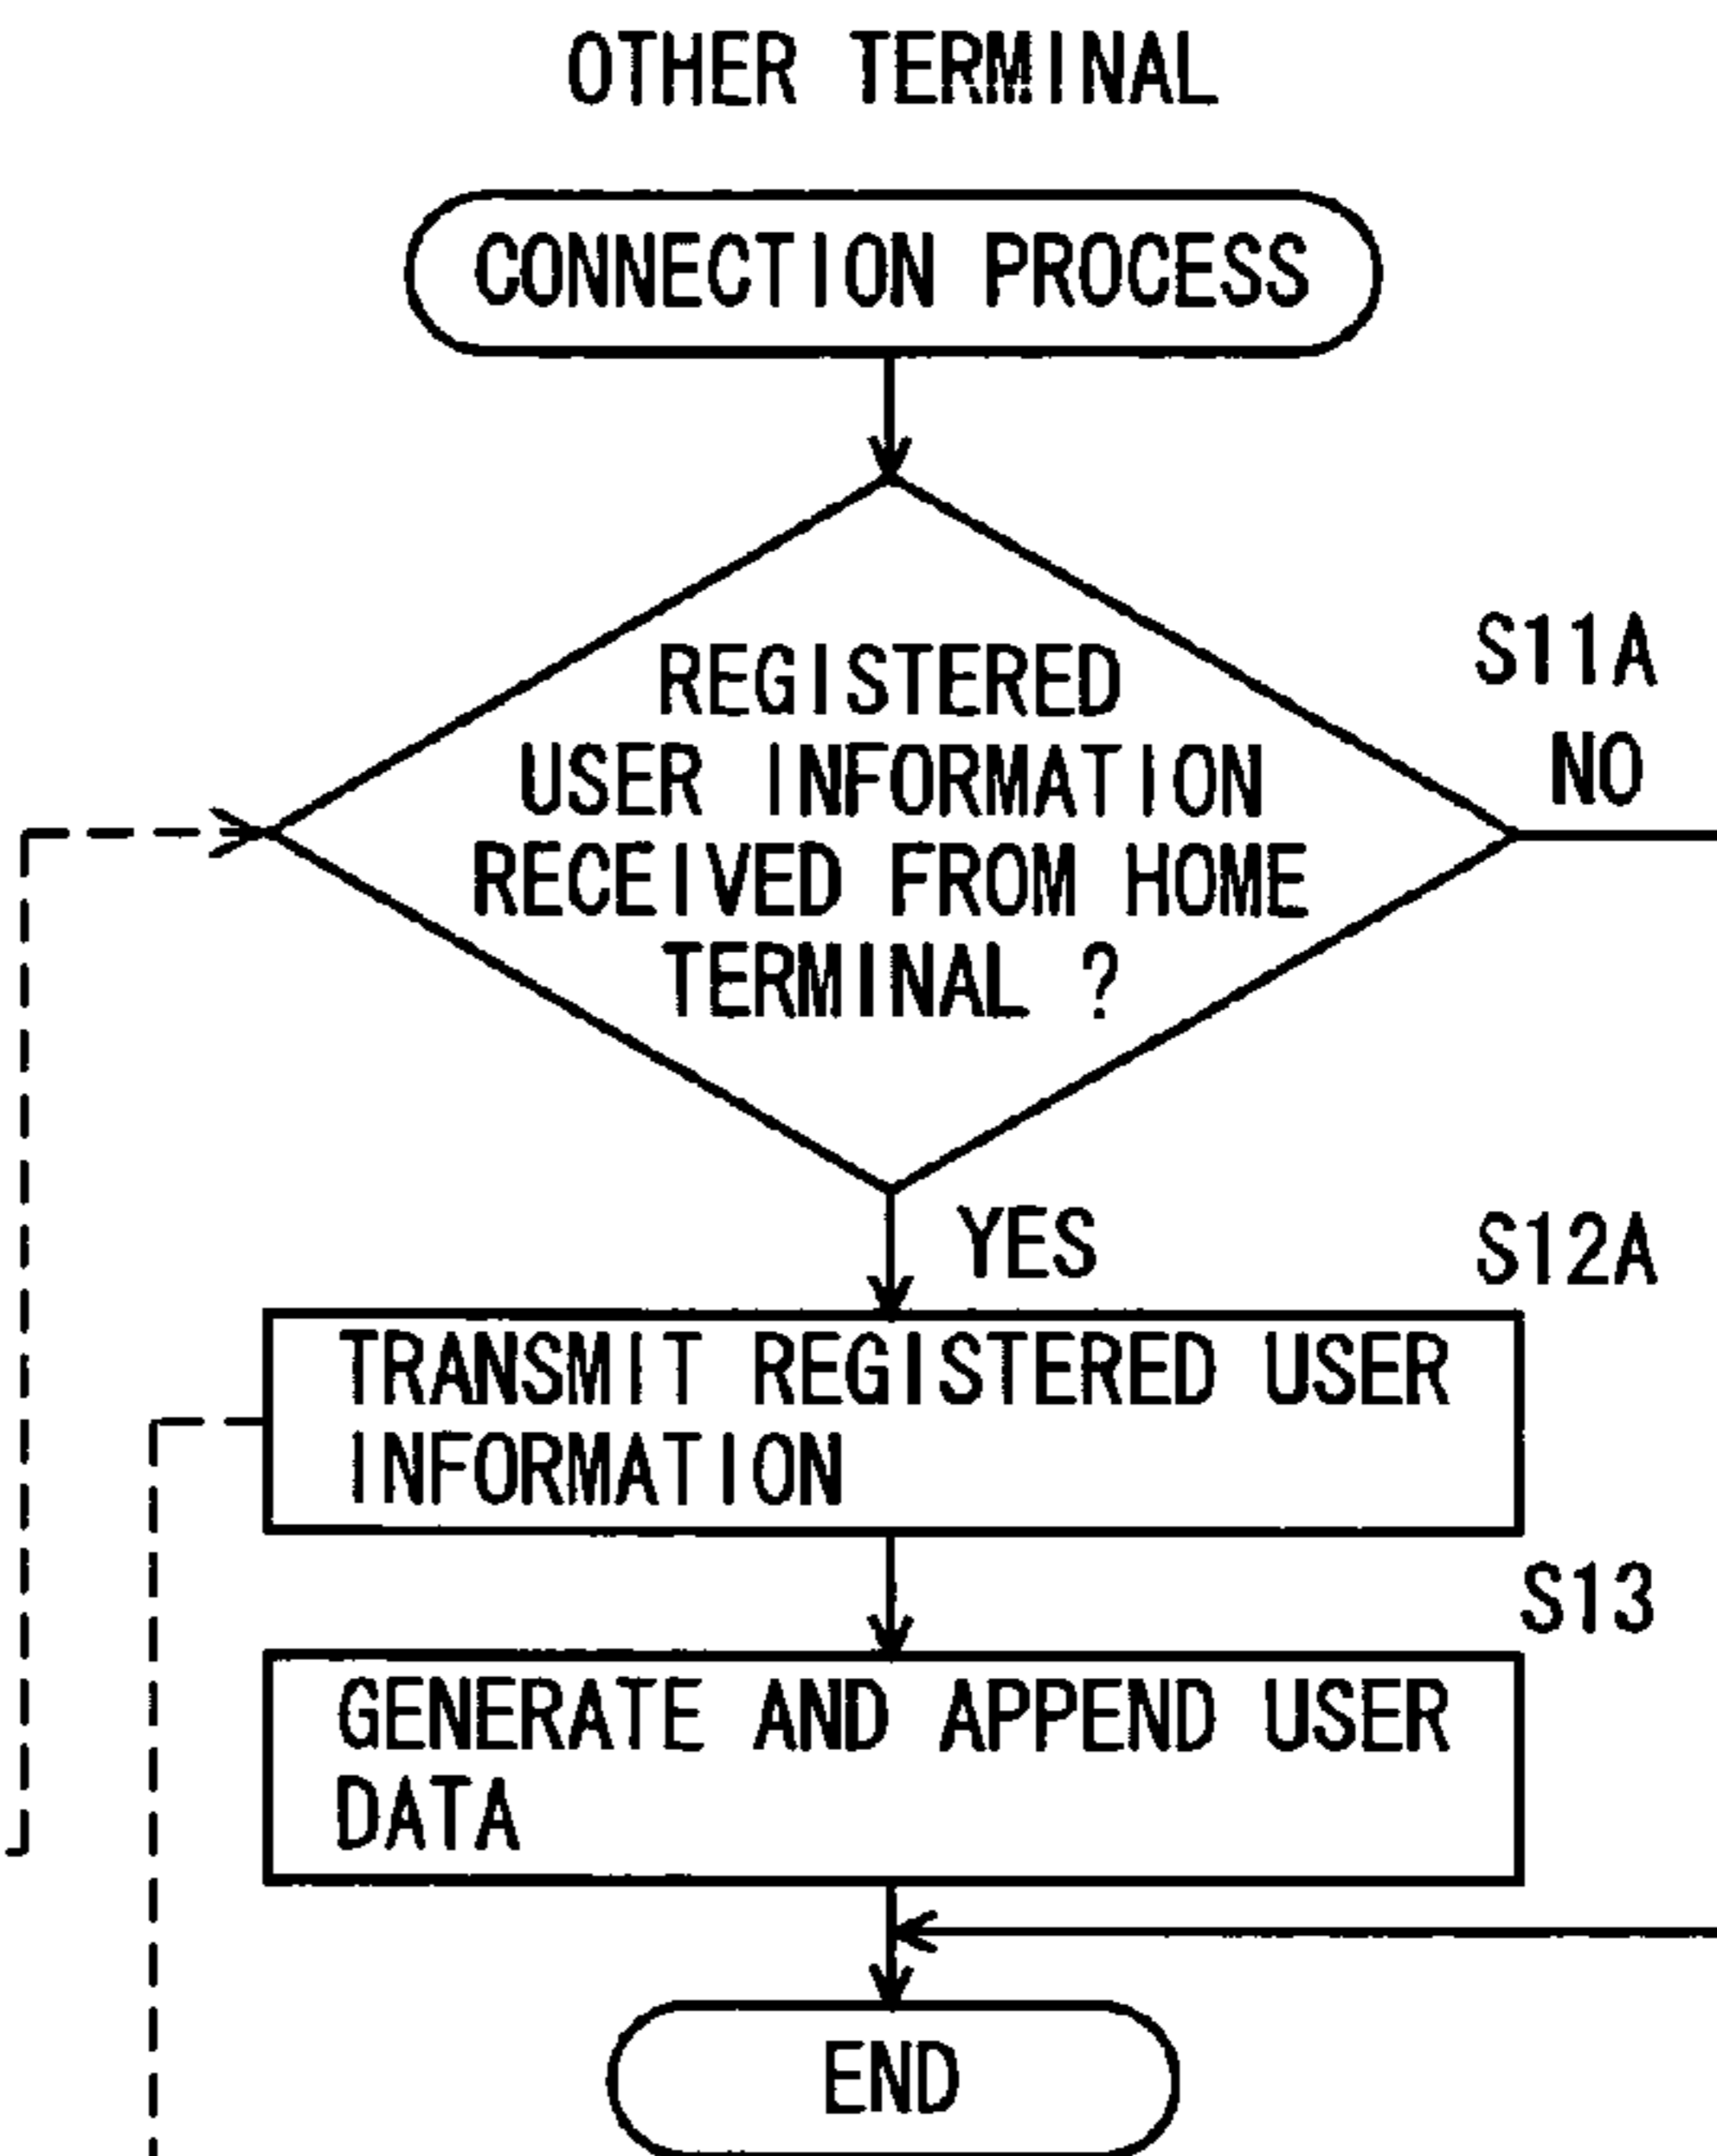 OTHER TERMINAL
CONNECTION PROCESS
REGISTERED
USER INFORMATION
RECEIVED FROM HOME
TERMINAL ?
S11A
NO
YES
S12A
TRANSMIT REGISTERED USER
INFORMATION
S13
GENERATE AND APPEND USER
DATA
END